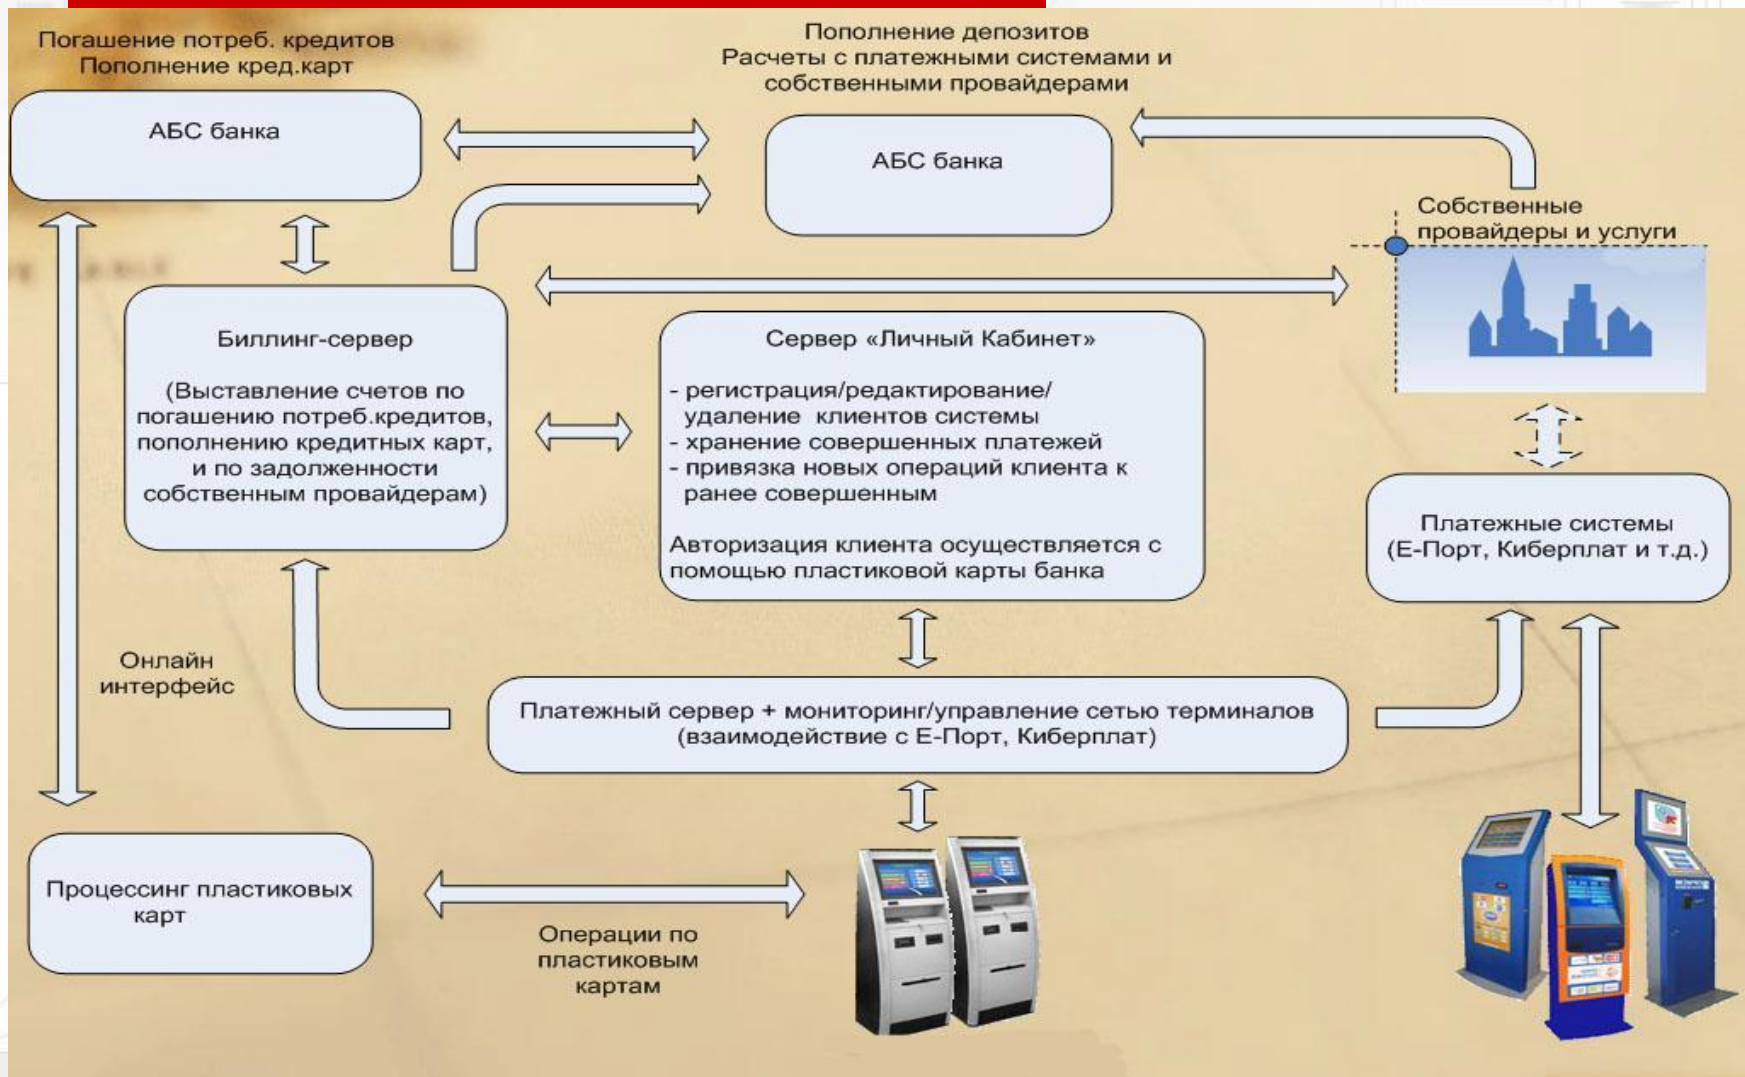 Погашение потреб. кредитов
Пополнение кред.карт
Пополнение депозитов
Расчеты с платежными системами и
собственными провайдерами
АБС банка
АБС банка
Собственные
провайдеры и услуги
Биллинг-сервер
(Выставление счетов по
погашению потреб.кредитов,
пополнению кредитных карт,
и по задолженности
собственным провайдерам)
Сервер «Личный Кабинет»
- регистрация/редактирование/
удаление клиентов системы
- хранение совершенных платежей
- привязка новых операций клиента к
ранее совершенным
Авторизация клиента осуществляется с
помощью пластиковой карты банка
Платежные системы
(Е-Порт, Киберплат и т.д.)
Онлайн
интерфейс
Платежный сервер + мониторинг/управление сетью терминалов
(взаимодействие с Е-Порт, Киберплат)
Процессинг пластиковых
карт
Операции по
пластиковым
картам